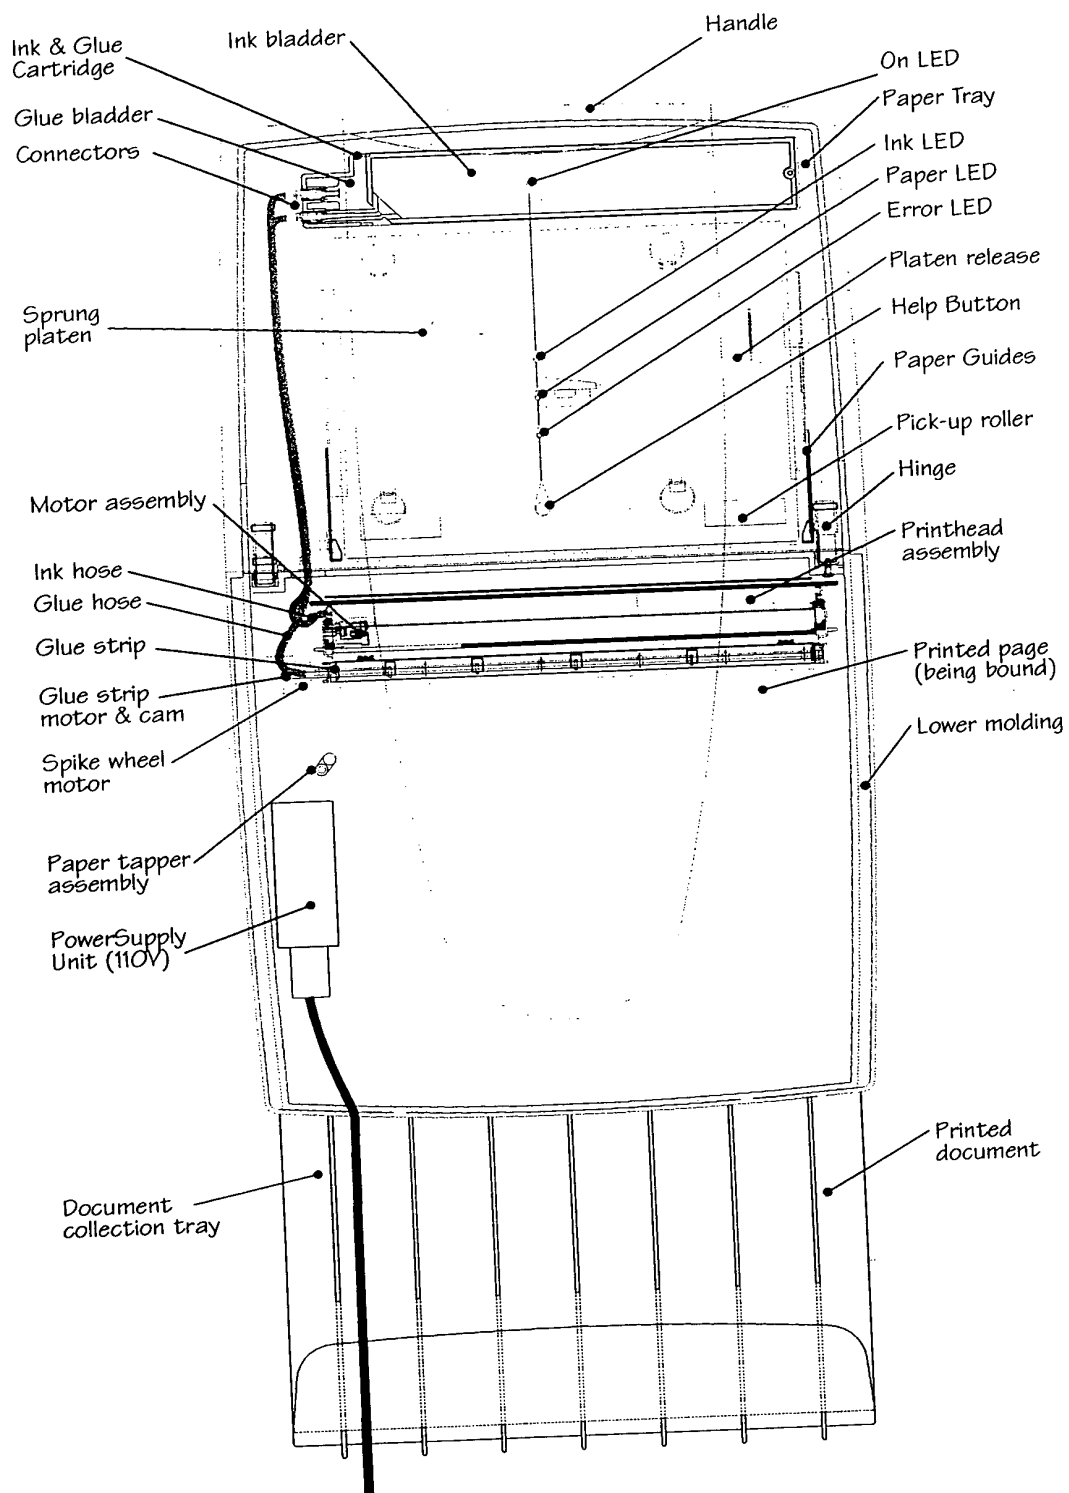 Ink & Glue
Cartridge
Ink bladder
Handle
On LED
Glue bladder
Paper Tray
Connectors
Ink LED
Paper LED
Error LED
Platen release
Sprung
platen
Help Button
Paper Guides
Pick-up roller
Hinge
Motor assembly
Printhead
assembly
Ink hose
Glue hose
Glue strip
Printed page
(being bound)
Glue strip
motor & cam
Lower molding
Spike wheel
motor
Paper tapper
assembly
PowerSupply
Unit (110V)
Printed
document
Document
collection tray